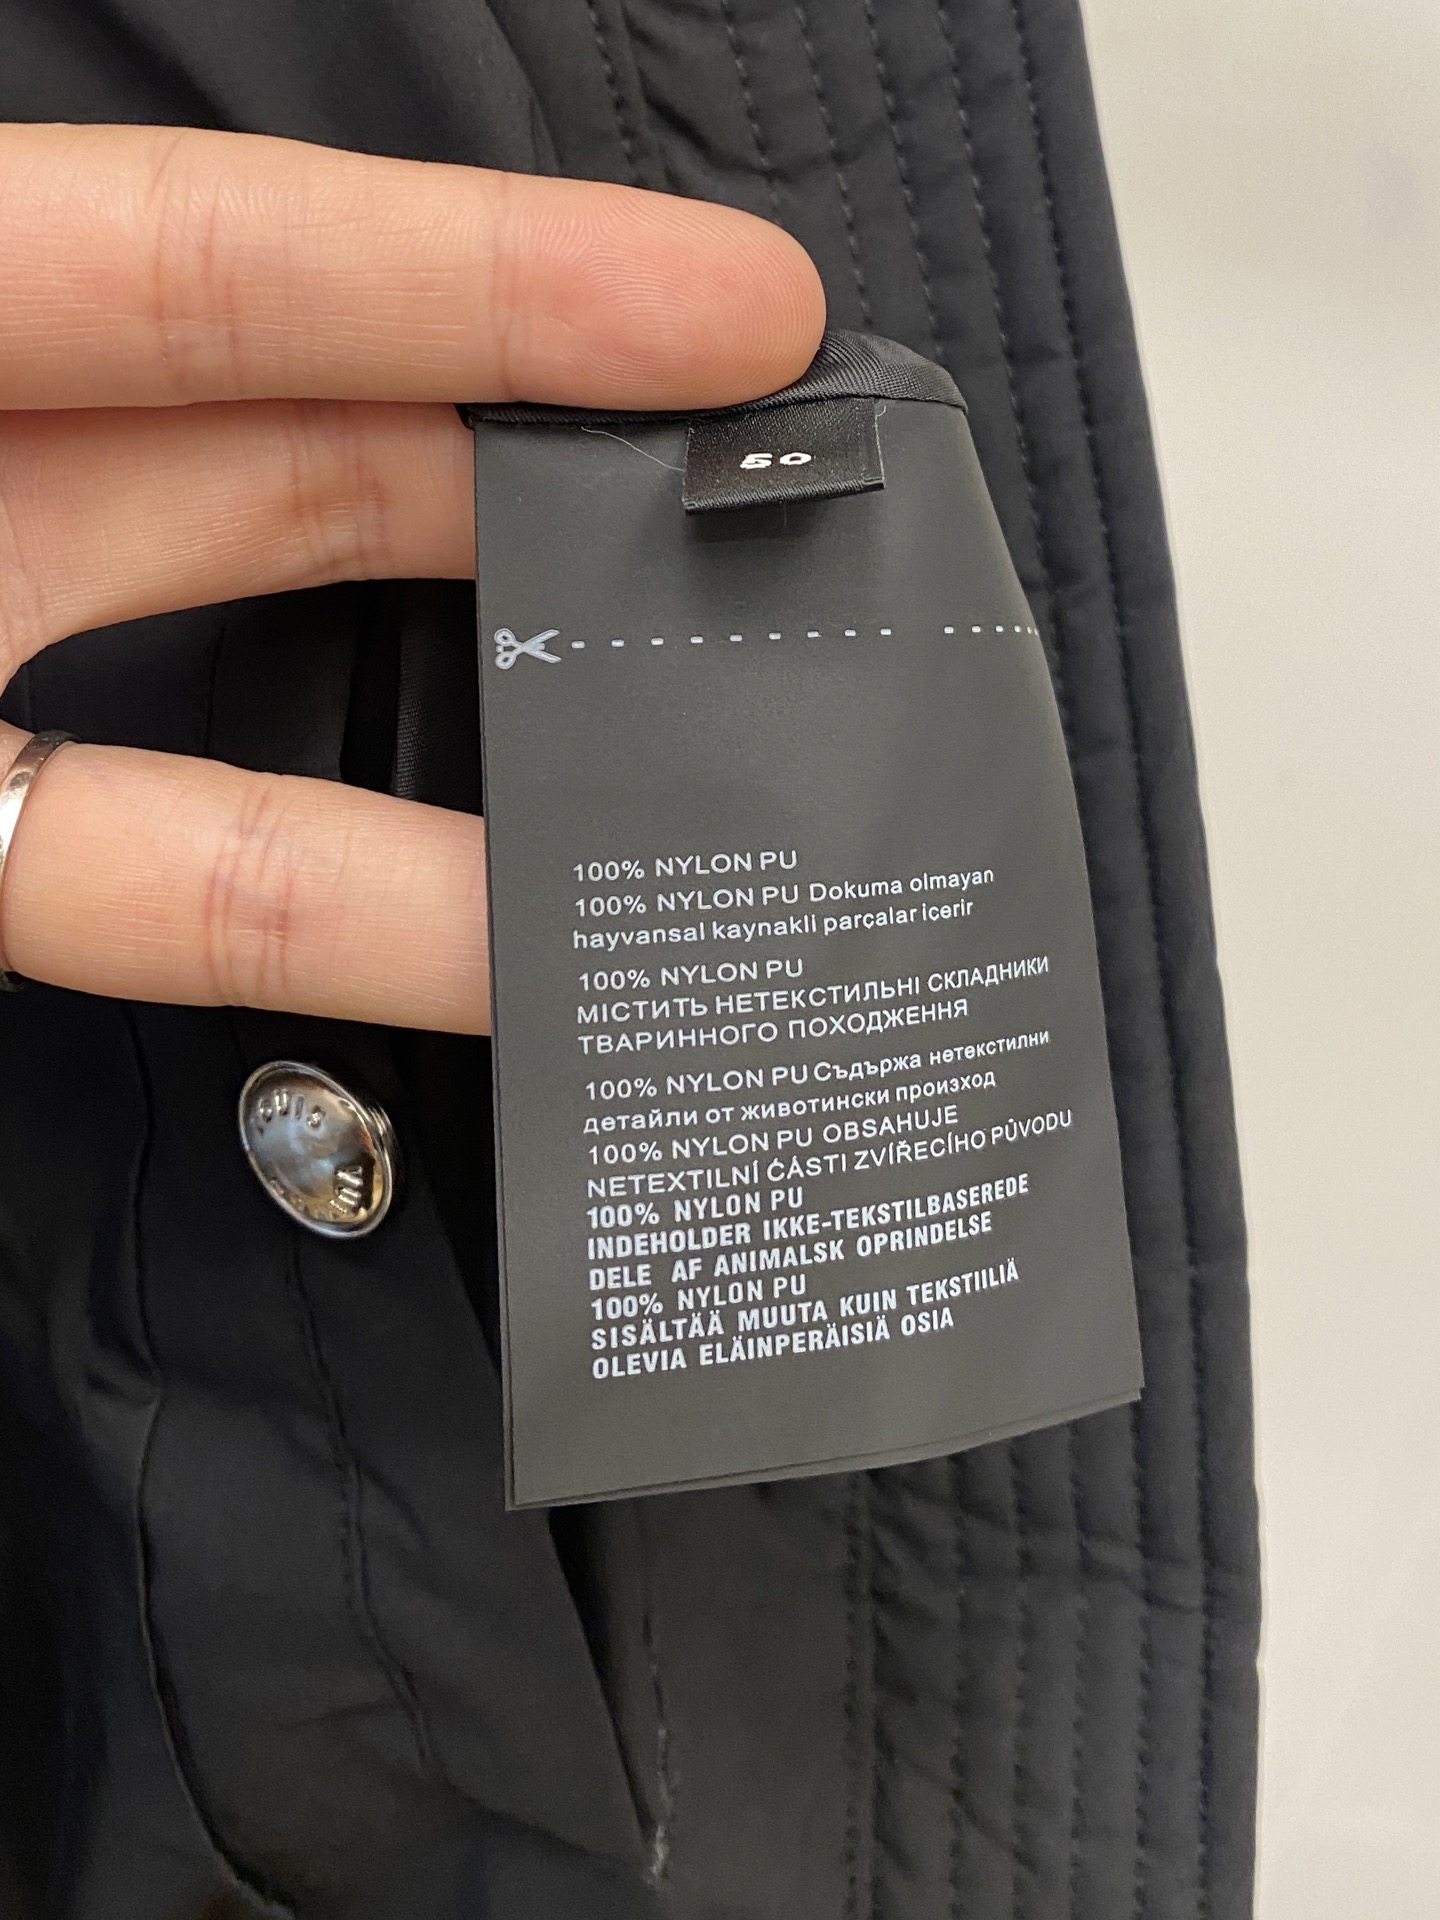 50
100% NYLON PU
100% NYLON PU Dokuma olmayan
hayvansal kaynakli parçalar içerir
100% NYLON PU
МІСТИТЬ НЕТЕКСТИЛЬНІ СКЛАДНИКИ
ТВАРИННОГО ПОХОДЖЕННЯ
100% NYLON PU Съдържа нетекстилни
детайли от животински произход
100% NYLON PU OBSAHUJE
NETEXTILNÍ ĆÁSTI ZVÍŘECÍHO PŮVODU
100% NYLON PU
INDEHOLDER IKKE-TEKSTILBASEREDE
DELE AF ANIMALSK OPRINDELSE
100% NYLON PU
SISÄLTÄÄ MUUTA KUIN TEKSTIILIÄ
OLEVIA ELÄINPERÄISIÄ OSIA